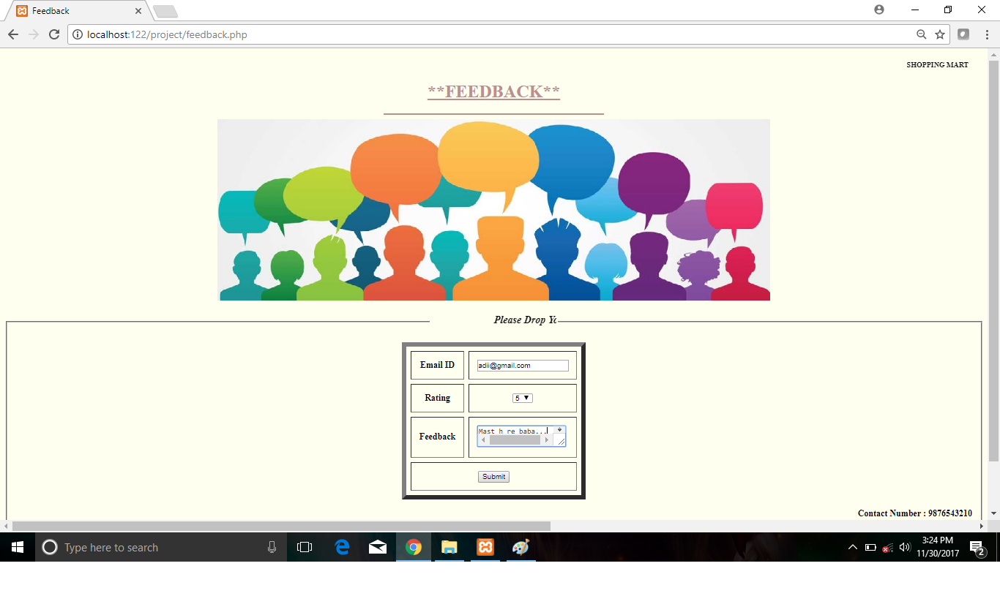 Feedback
localhost:122/project/feedback.php
SHOPPING MART
**FEEDBACK**
Please Drop Yo
Email ID adii@gmail.com
Rating 5
Feedback Mast h re baba...
Submit
Contact Number : 9876543210
Type here to search
3:24 PM
11/30/2017
2